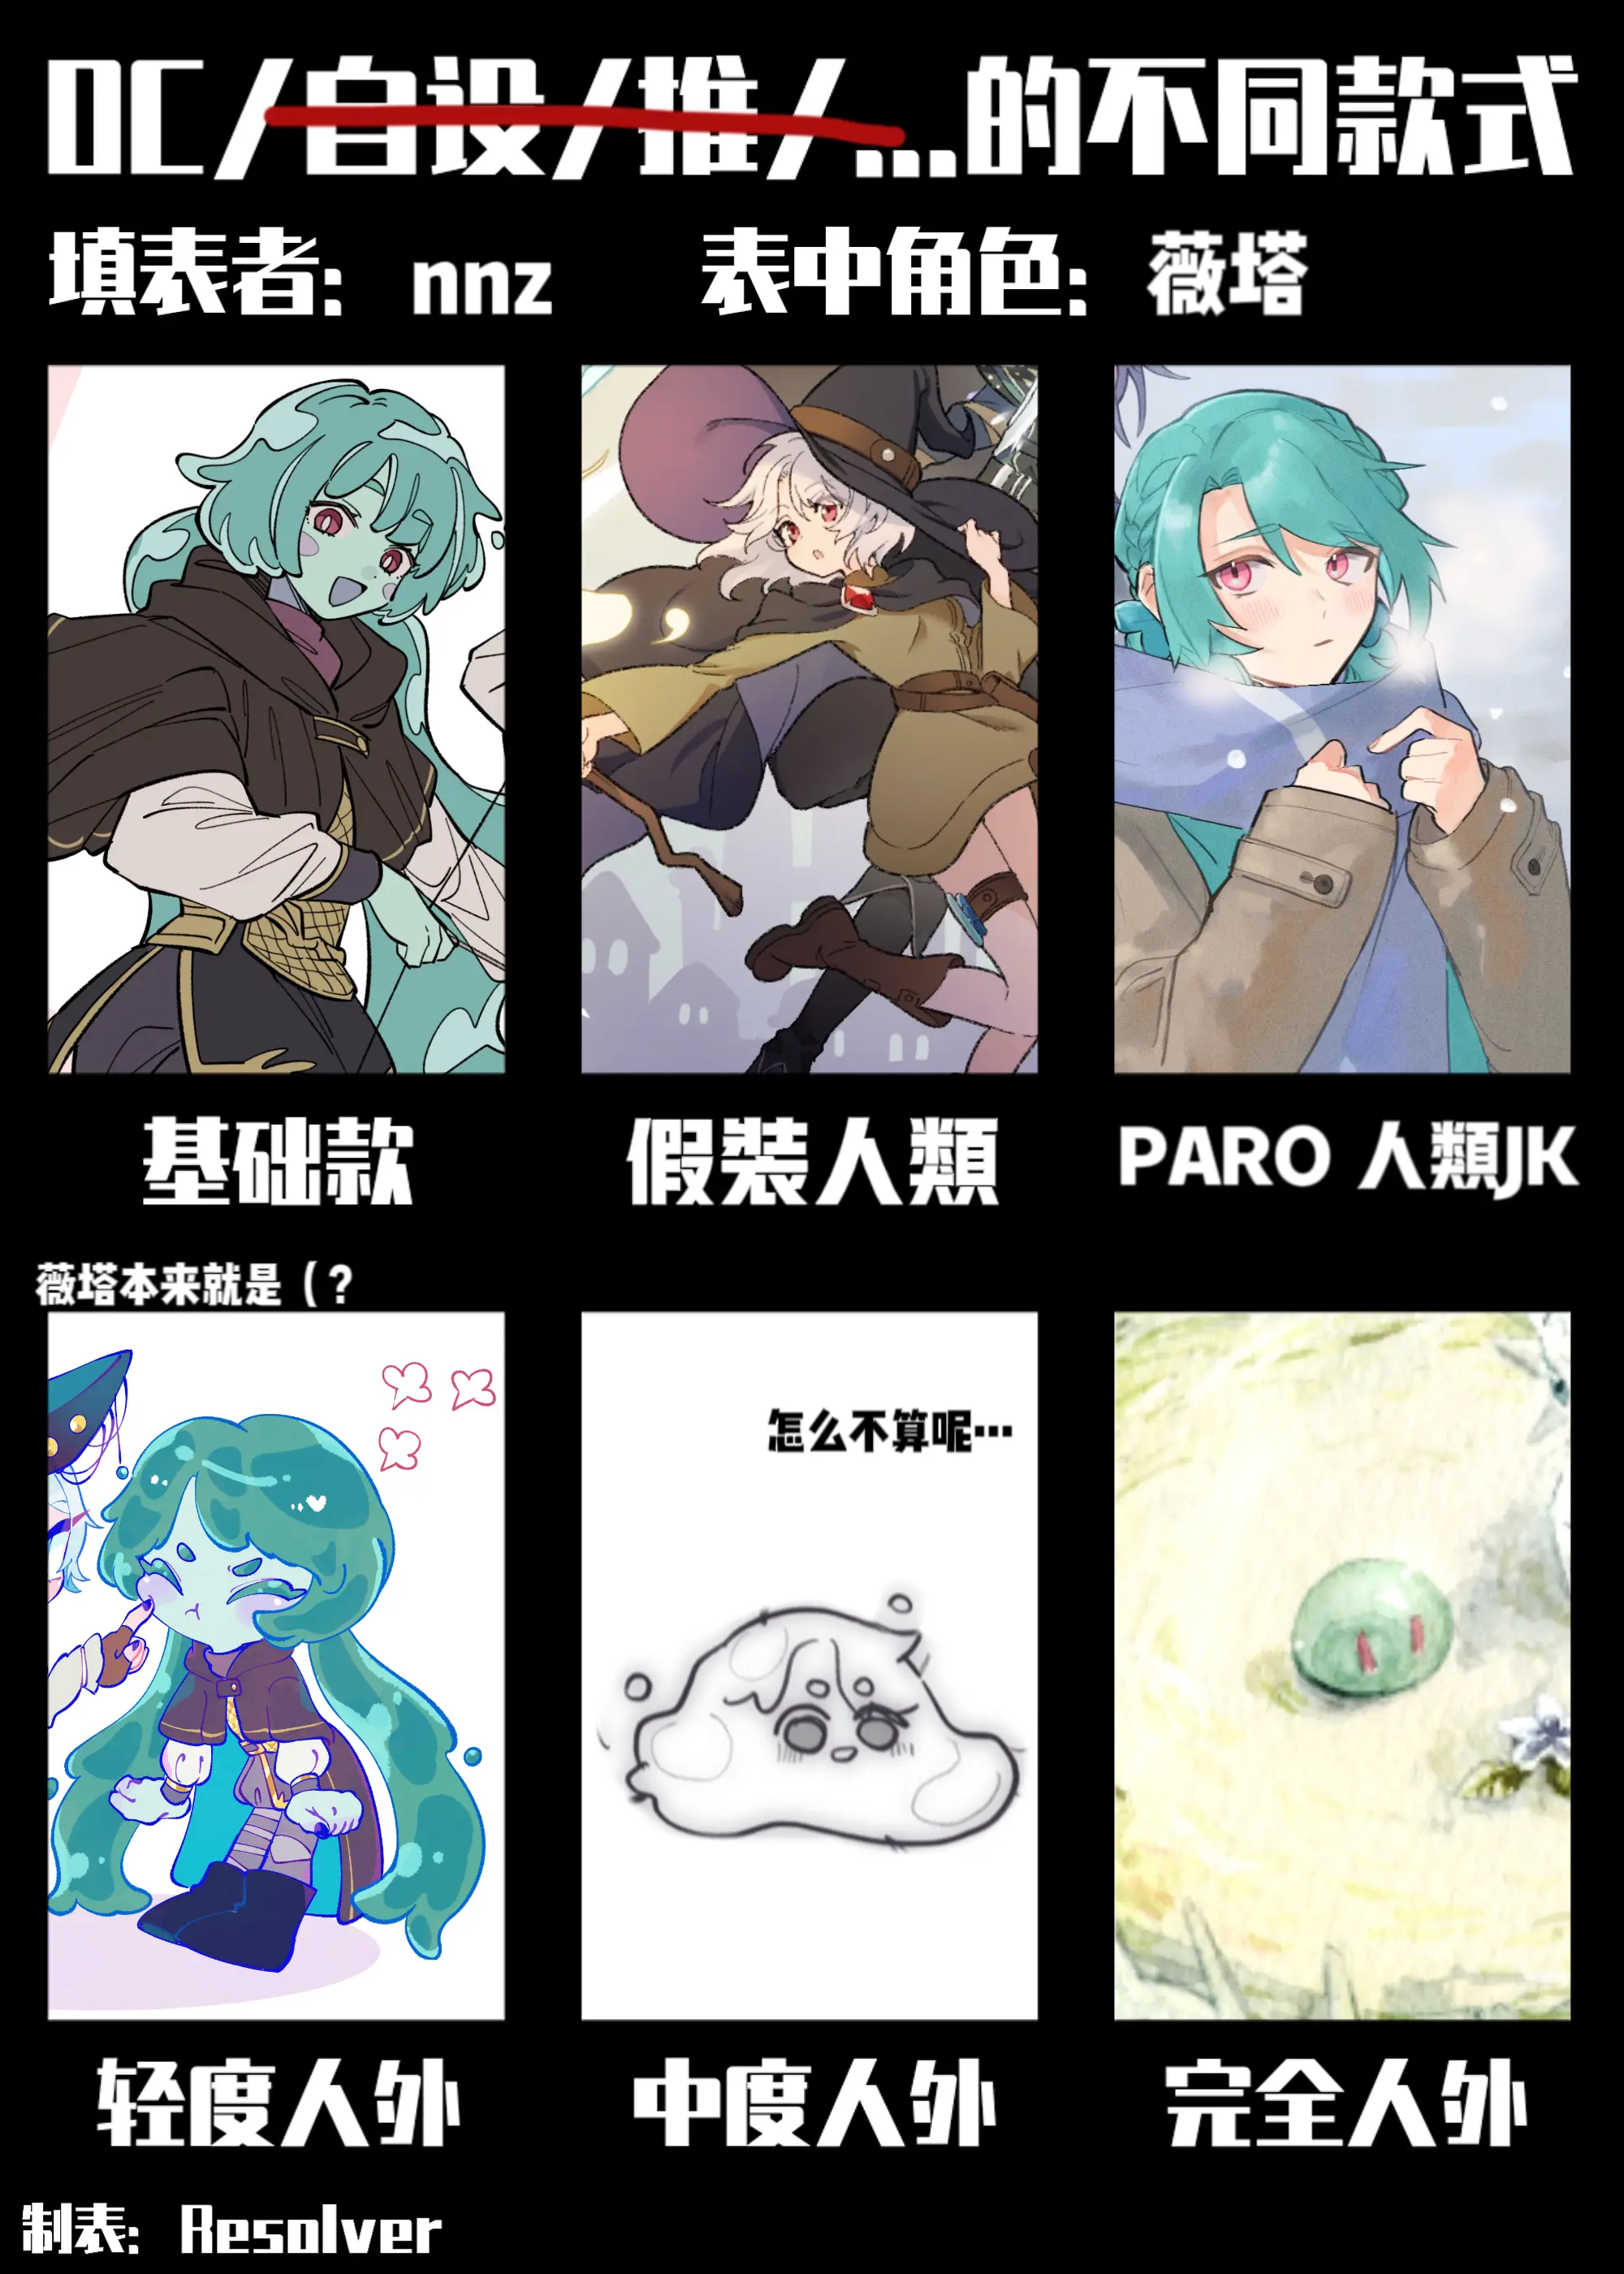 OC/自设/推/...的不同款式
填表者: nnz 表中角色: 薇塔
基础款
假裝人類
PARO 人類JK
薇塔本来就是（？
怎么不算呢…
轻度人外
中度人外
完全人外
制表: Resolver